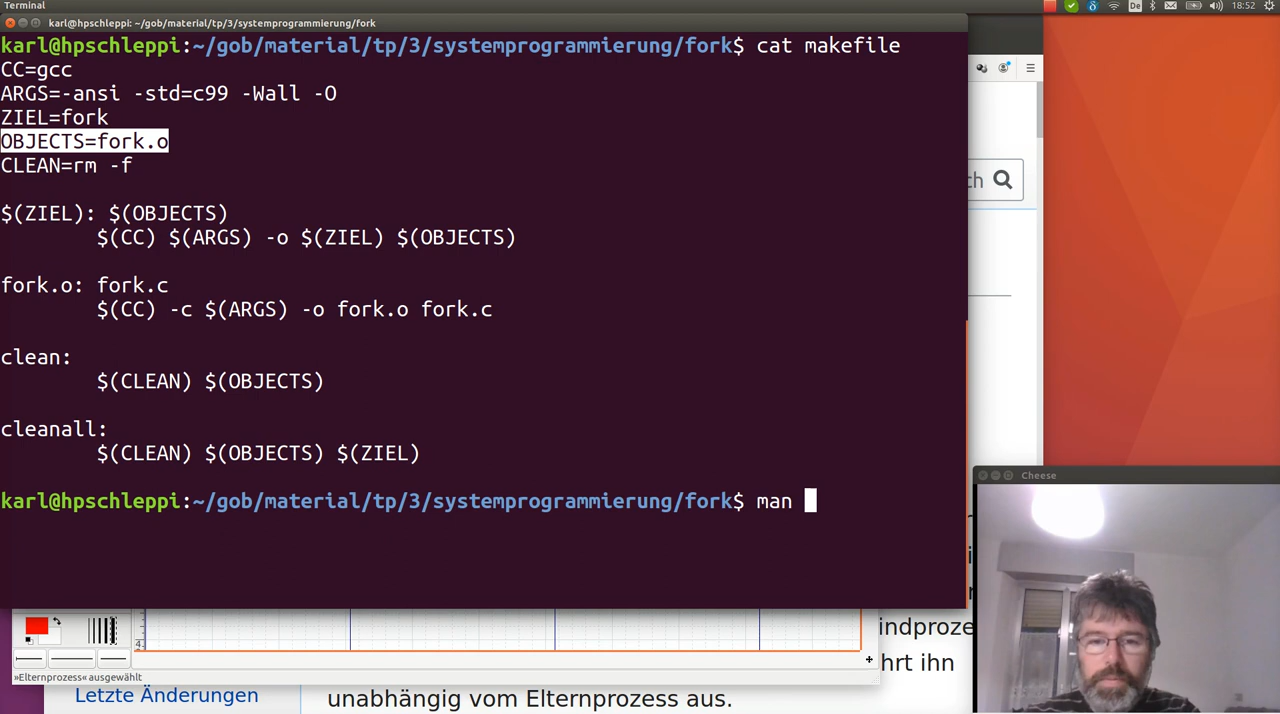 Terminal
De
18:52
karl@hpschleppi: ~/gob/material/tp/3/systemprogrammierung/fork
karl@hpschleppi:~/gob/material/tp/3/systemprogrammierung/fork$ cat makefile
CC=gcc
ARGS=-ansi -std=c99 -Wall -O
ZIEL=fork
OBJECTS=fork.o
CLEAN=rm -f
$(ZIEL): $(OBJECTS)
$(CC) $(ARGS) -o $(ZIEL) $(OBJECTS)
fork.o: fork.c
$(CC) -c $(ARGS) -o fork.o fork.c
clean:
$(CLEAN) $(OBJECTS)
cleanall:
$(CLEAN) $(OBJECTS) $(ZIEL)
karl@hpschleppi:~/gob/material/tp/3/systemprogrammierung/fork$ man
ch
Cheese
indproze
hrt ihn
unabhängig vom Elternprozess aus.
»Elternprozess« ausgewählt
Letzte Änderungen